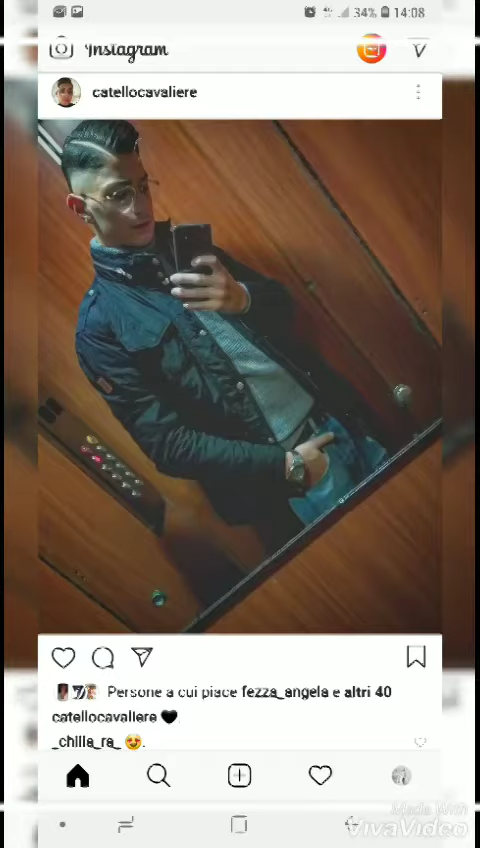 34% 14:08
Instagram
catellocavaliere
Persone a cui piace fezza_angela e altri 40
catellocavaliere 🖤
_chilla_ra_ 😍.
Made With
VivaVideo